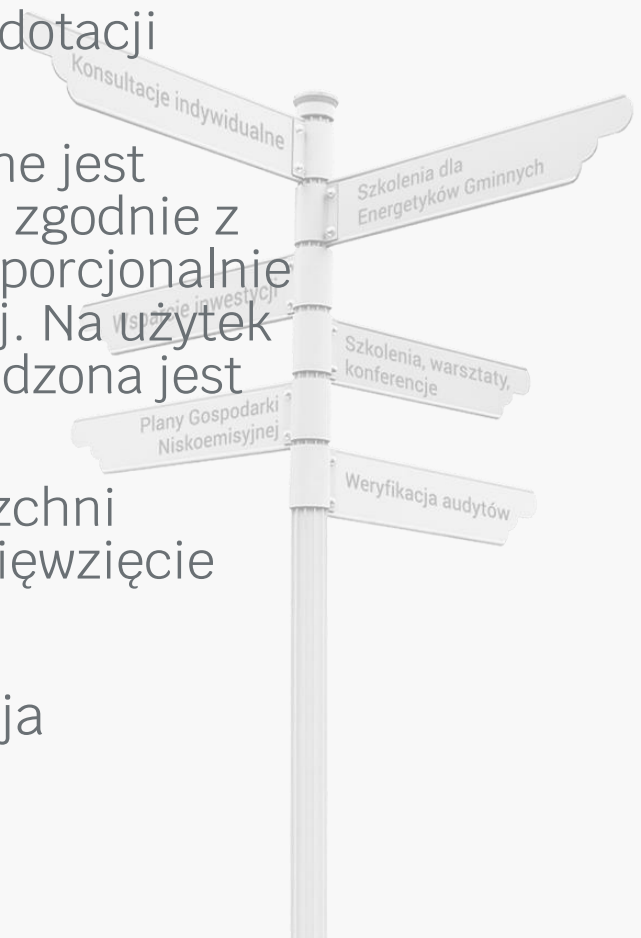 dotacji
Konsultacje indywidualne
ne jest
Szkolenia dla
Energetyków Gminnych
zgodnie z
porcjonalnie
Wsparcie inwestycji
j. Na użytek
Szkolenia, warsztaty,
konferencje
dzona jest
Plany Gospodarki
Niskoemisyjnej
Weryfikacja audytów
zchni
ięwzięcie
ja